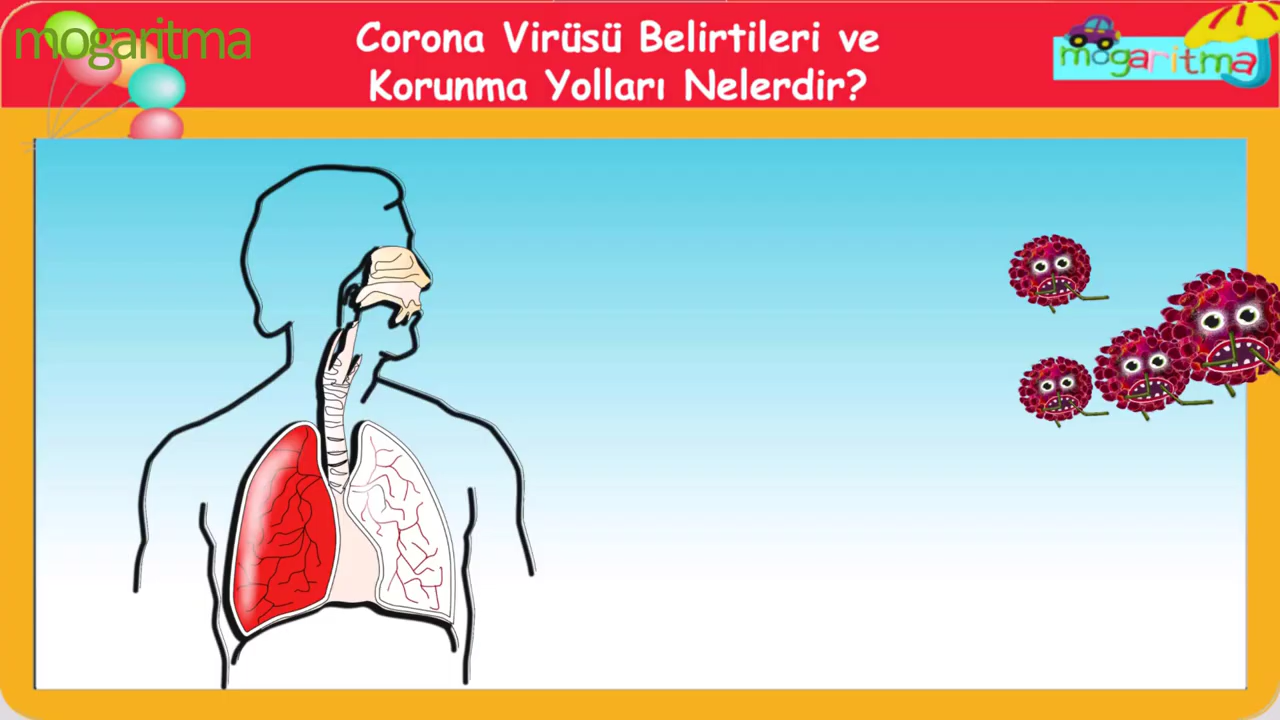 mogaritma
Corona Virüsü Belirtileri ve
Korunma Yolları Nelerdir?
mogaritma